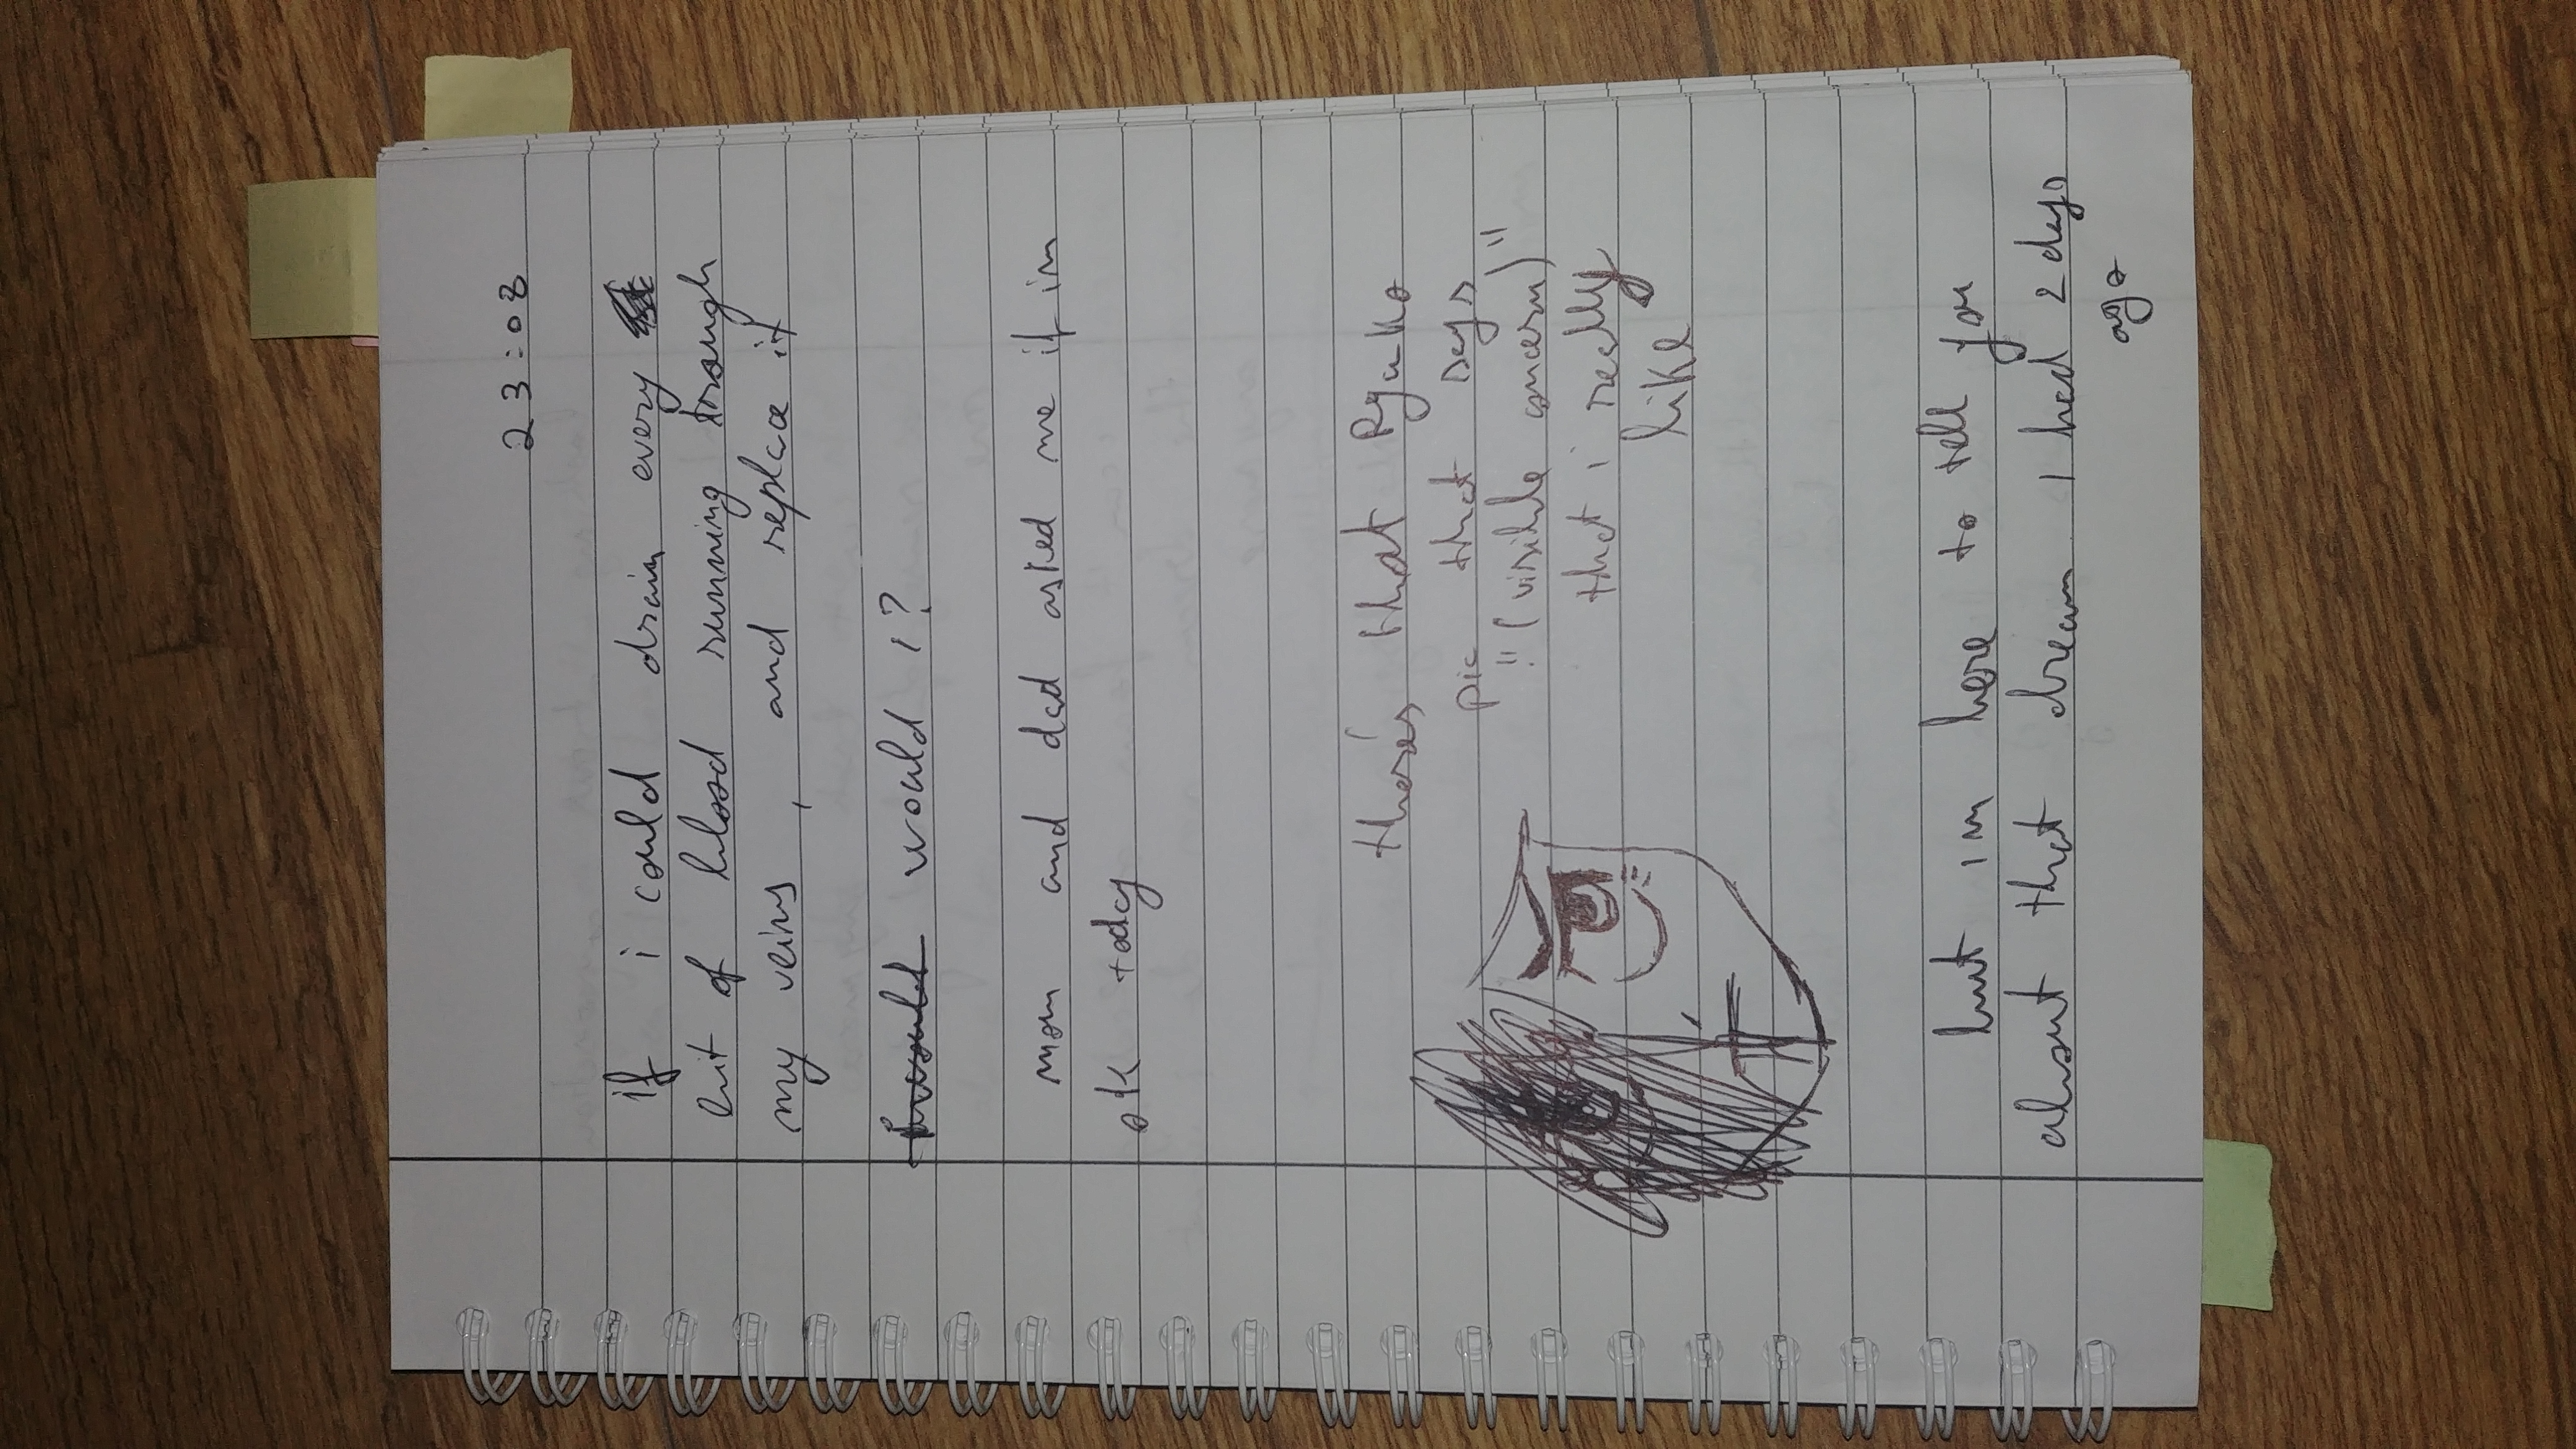 23:08
if i could drain every
bit of blood running trough
my veins, and replace it
would i?
mom and dad asked me if im
ok today
there's that Ryuko
pic that says
"(visible concern)"
that i really
like
but im here to tell you
about that dream i had 2 days
ago